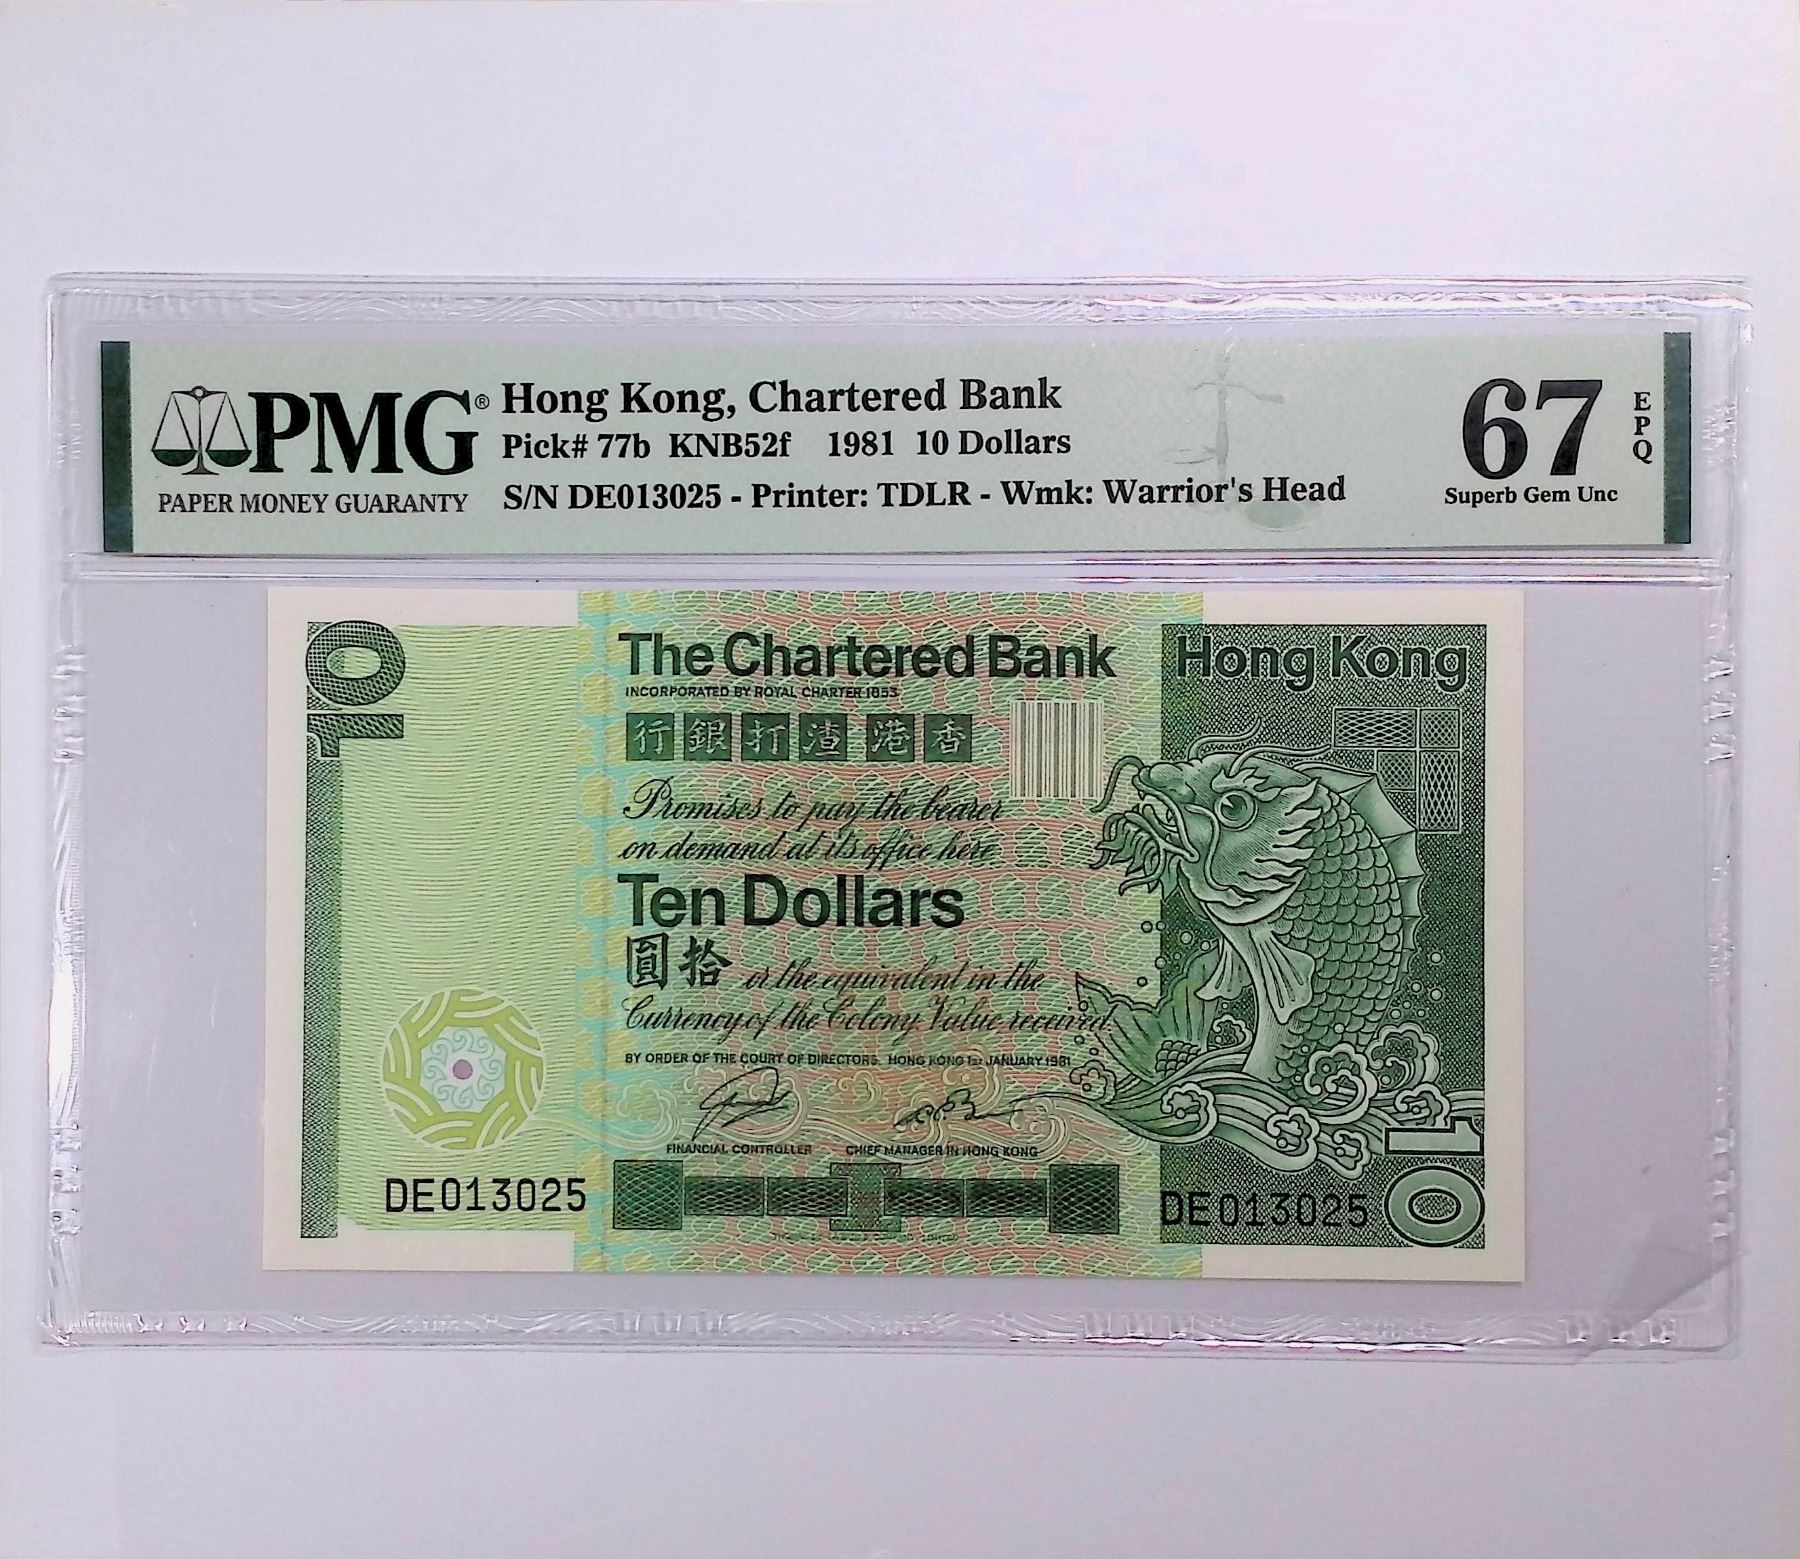 PMG®
PAPER MONEY GUARANTY
Hong Kong, Chartered Bank
Pick# 77b KNB52f 1981 10 Dollars
S/N DE013025 - Printer: TDLR - Wmk: Warrior's Head
67
EPQ
Superb Gem Unc
10
The Chartered Bank
Hong Kong
INCORPORATED BY ROYAL CHARTER 1853
行銀打渣港香
Promises to pay the bearer
on demand at its office here
Ten Dollars
圓拾 or the equivalent in the
Currency of the Colony. Value received.
BY ORDER OF THE COURT OF DIRECTORS. HONG KONG 1ST JANUARY 1981
FINANCIAL CONTROLLER CHIEF MANAGER IN HONG KONG
DE013025
DE013025
10